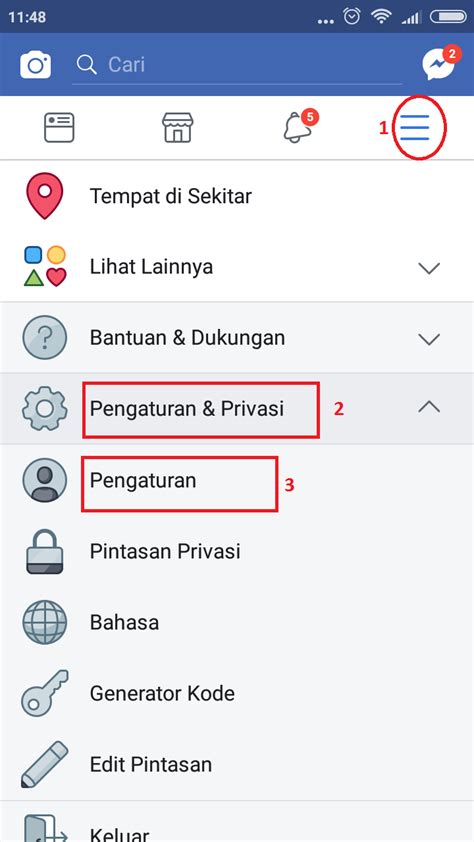 11:48
Cari
2
5
1
Tempat di Sekitar
Lihat Lainnya
?
Bantuan & Dukungan
Pengaturan & Privasi
2
Pengaturan
3
Pintasan Privasi
Bahasa
Generator Kode
Edit Pintasan
Keluar